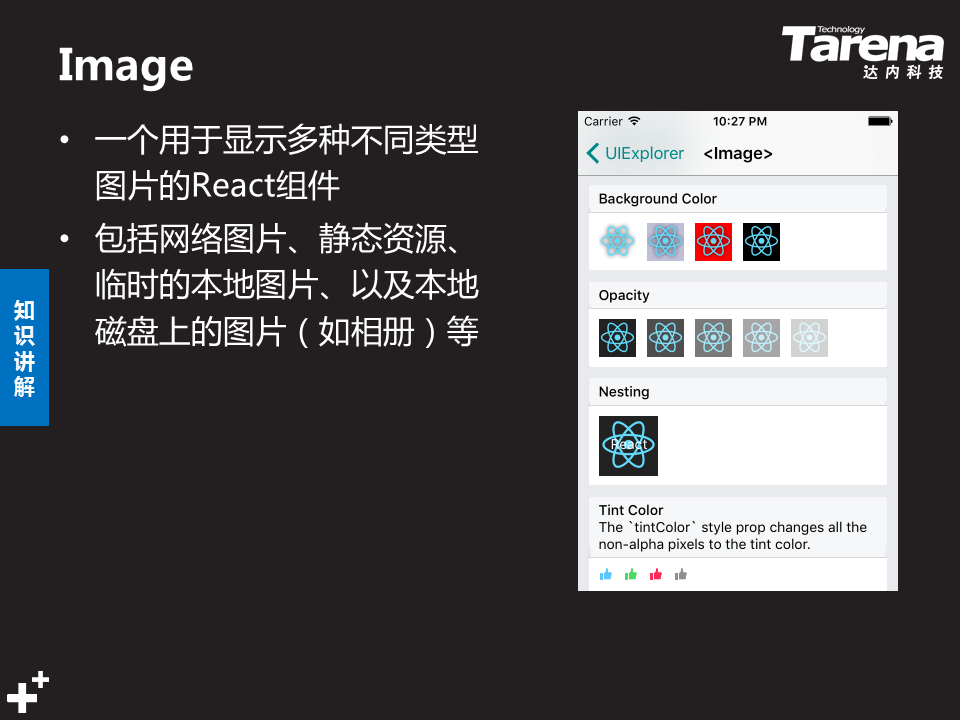 Image
Technology
Tarena
达内科技
• 一个用于显示多种不同类型
图片的React组件
• 包括网络图片、静态资源、
临时的本地图片、以及本地
磁盘上的图片（如相册）等
知
识
讲
解
Carrier 10:27 PM
UIExplorer <Image>
Background Color
Opacity
Nesting
React
Tint Color
The `tintColor` style prop changes all the
non-alpha pixels to the tint color.